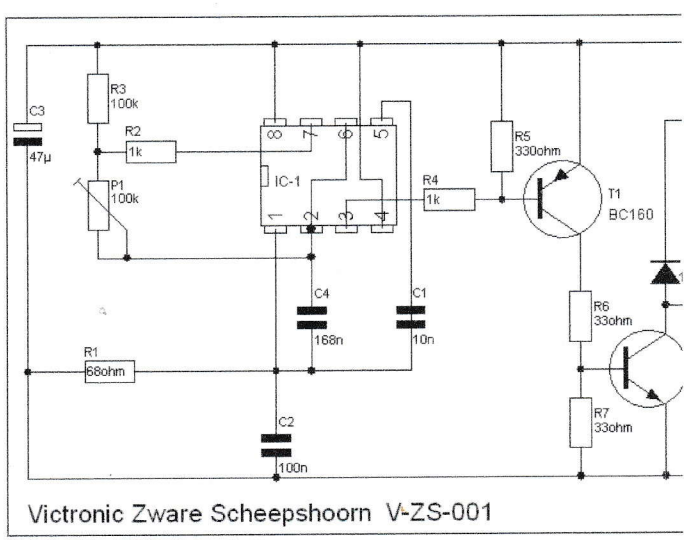 R3
100k
C3
47µ
R2
1k
P1
100k
8 7 6 5
IC-1
1 2 3 4
R4
1k
R5
330ohm
T1
BC160
C4
168n
C1
10n
R6
33ohm
R1
68ohm
R7
33ohm
C2
100n
Victronic Zware Scheepshoorn V-ZS-001